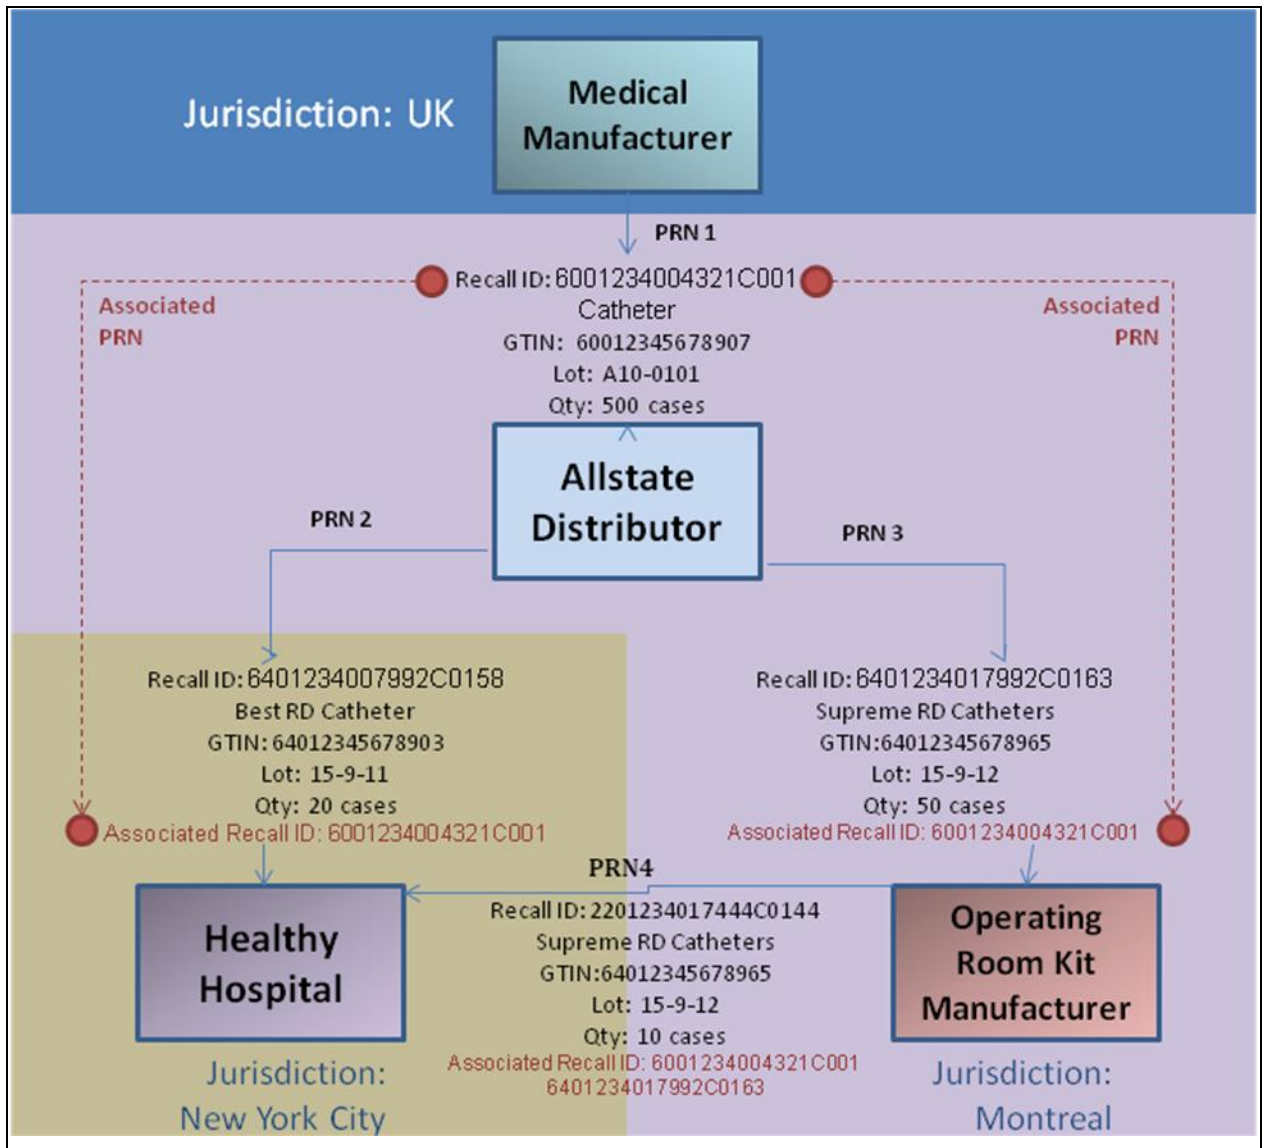 Jurisdiction: UK
Medical
Manufacturer
PRN 1
Recall ID: 6001234004321C001
Catheter
GTIN: 60012345678907
Lot: A10-0101
Qty: 500 cases
Associated
PRN
Associated
PRN
Allstate
Distributor
PRN 2
PRN 3
Recall ID: 6401234007992C0158
Best RD Catheter
GTIN: 64012345678903
Lot: 15-9-11
Qty: 20 cases
Associated Recall ID: 6001234004321C001
Recall ID: 6401234017992C0163
Supreme RD Catheters
GTIN:64012345678965
Lot: 15-9-12
Qty: 50 cases
Associated Recall ID: 6001234004321C001
PRN4
Recall ID: 2201234017444C0144
Supreme RD Catheters
GTIN:64012345678965
Lot: 15-9-12
Qty: 10 cases
Associated Recall ID: 6001234004321C001
6401234017992C0163
Healthy
Hospital
Operating
Room Kit
Manufacturer
Jurisdiction:
New York City
Jurisdiction:
Montreal